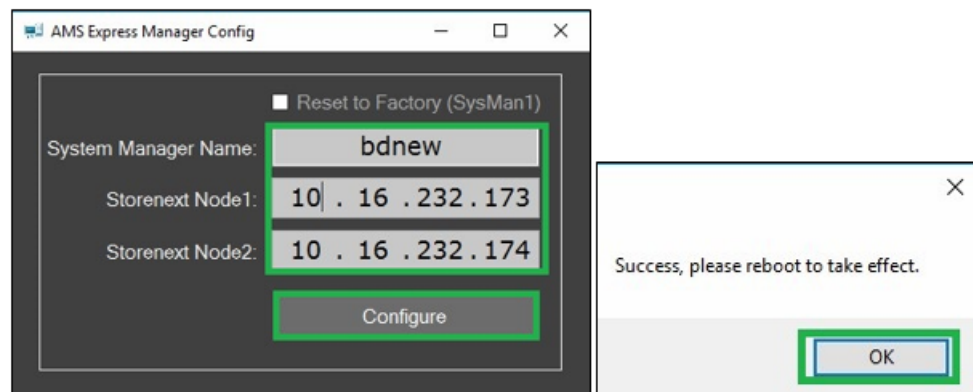 AMS Express Manager Config
Reset to Factory (SysMan1)
System Manager Name: bdnew
Storenext Node1: 10 . 16 . 232 . 173
Storenext Node2: 10 . 16 . 232 . 174
Configure
Success, please reboot to take effect.
OK